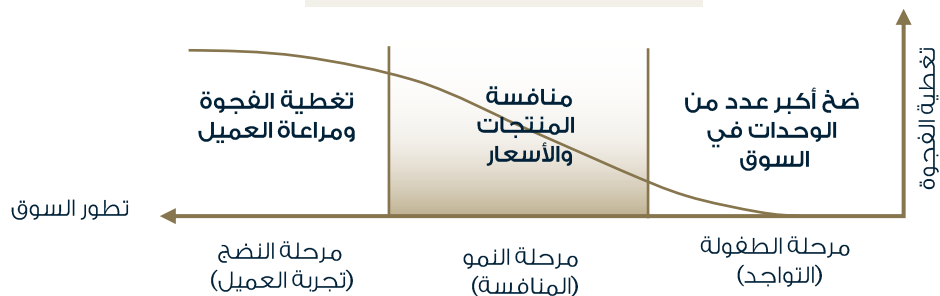 تغطية الفجوة
ضخ أكبر عدد من
الوحدات في
السوق
منافسة
المنتجات
والأسعار
تغطية الفجوة
ومراعاة العميل
تطور السوق
مرحلة الطفولة
(التواجد)
مرحلة النمو
(المنافسة)
مرحلة النضج
(تجربة العميل)